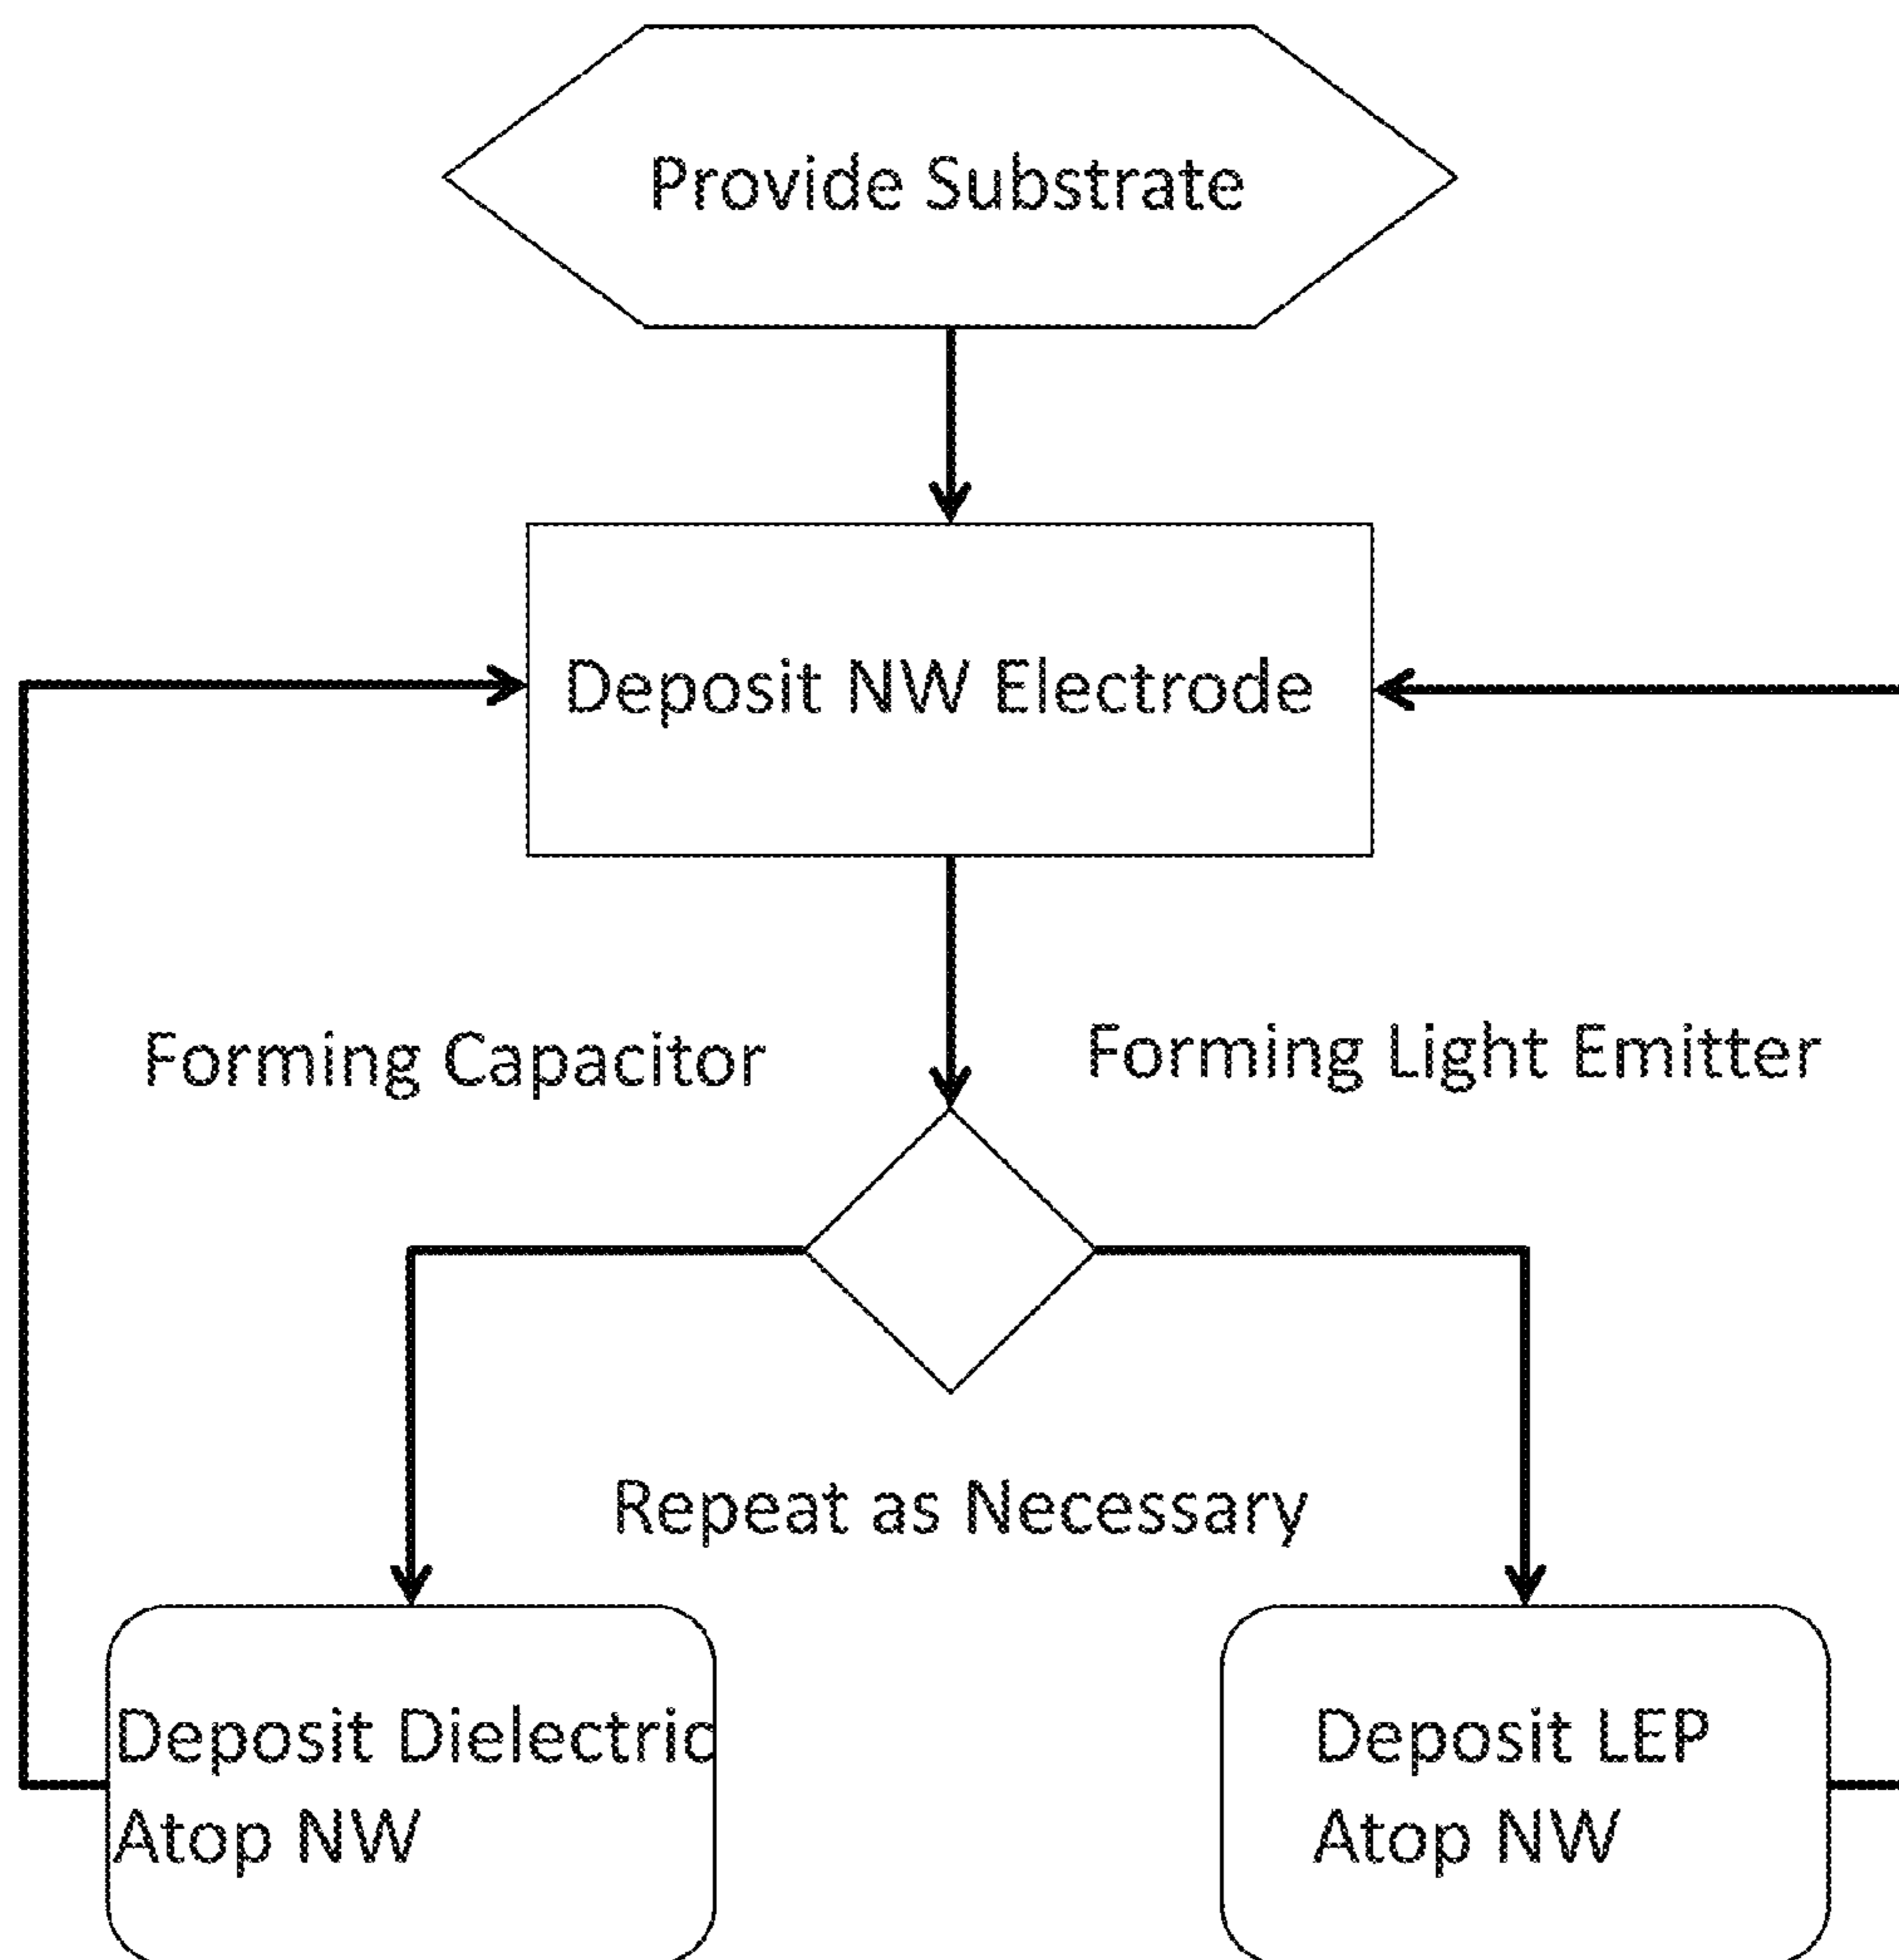 Provide Substrate
Deposit NW Electrode
Forming Capacitor
Forming Light Emitter
Repeat as Necessary
Deposit Dielectric
Atop NW
Deposit LEP
Atop NW